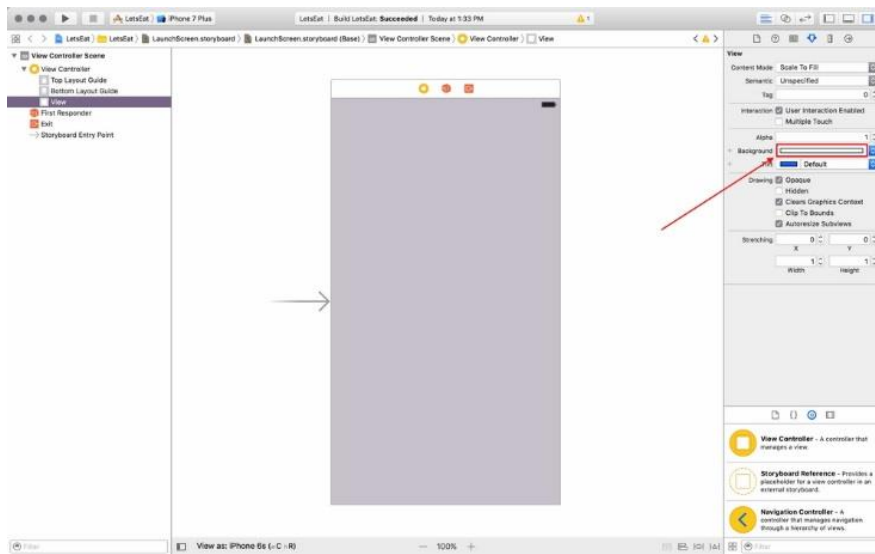 LetsEat
iPhone 7 Plus
LetsEat | Build LetsEat: Succeeded | Today at 1:33 PM
1
LetsEat
LetsEat
LaunchScreen.storyboard
LaunchScreen.storyboard (Base)
View Controller Scene
View Controller
View
View Controller Scene
View Controller
Top Layout Guide
Bottom Layout Guide
View
First Responder
Exit
Storyboard Entry Point
View
Content Mode Scale To Fill
Semantic Unspecified
Tag 0
Interaction User Interaction Enabled
Multiple Touch
Alpha 1
Background
Default
Drawing Opaque
Hidden
Clears Graphics Context
Clip To Bounds
Autoresize Subviews
Stretching 0 0
X Y
1 1
Width Height
View Controller - A controller that
manages a view.
Storyboard Reference - Provides a
placeholder for a view controller in an
external storyboard.
Navigation Controller - A
controller that manages navigation
through a hierarchy of views.
Filter
View as: iPhone 6s (wC hR)
100%
Filter